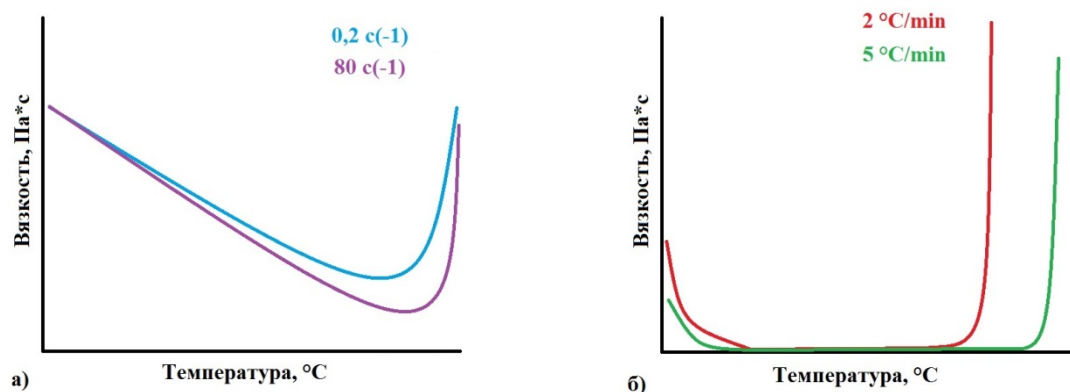 0,2 с(-1)
80 с(-1)
Вязкость, Па*с
Температура, °С
а)
2 °C/min
5 °C/min
Вязкость, Па*с
Температура, °С
б)